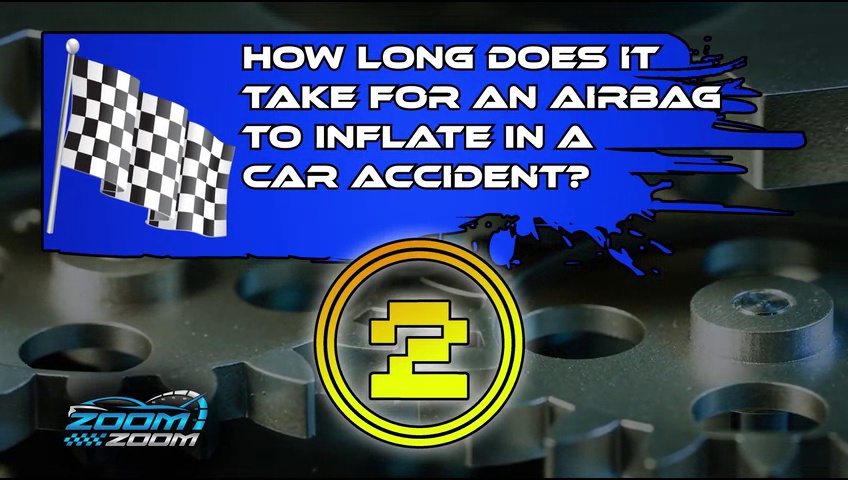 HOW LONG DOES IT
TAKE FOR AN AIRBAG
TO INFLATE IN A
CAR ACCIDENT?
2
ZOOM
ZOOM